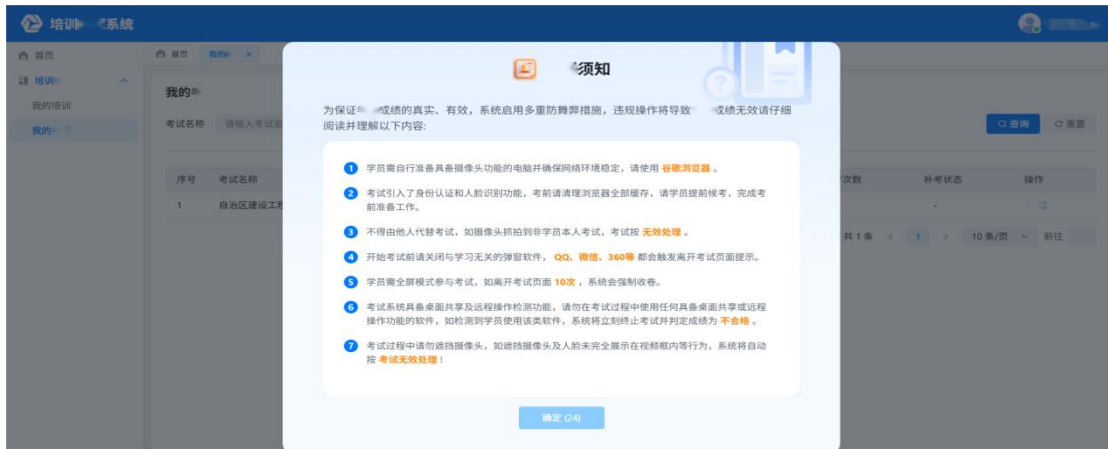 培训 系统
首页
首页 我的 ×
培训
我的培训
我的
我的
考试名称 请输入考试名
查询 重置
序号 考试名称 次数 补考状态 操作
1 自治区建设工程 -
共1条 < 1 > 10条/页 前往
须知
为保证 成绩的真实、有效，系统启用多重防舞弊措施，违规操作将导致 成绩无效请仔细
阅读并理解以下内容:
1 学员需自行准备具备摄像头功能的电脑并确保网络环境稳定，请使用 谷歌浏览器 。
2 考试引入了身份认证和人脸识别功能，考前请清理浏览器全部缓存，请学员提前候考，完成考
前准备工作。
3 不得由他人代替考试，如摄像头抓拍到非学员本人考试，考试按 无效处理 。
4 开始考试前请关闭与学习无关的弹窗软件， QQ、微信、360等 都会触发离开考试页面提示。
5 学员需全屏模式参与考试，如离开考试页面 10次 ，系统会强制收卷。
6 考试系统具备桌面共享及远程操作检测功能，请勿在考试过程中使用任何具备桌面共享或远程
操作功能的软件，如检测到学员使用该类软件，系统将立刻终止考试并判定成绩为 不合格 。
7 考试过程中请勿遮挡摄像头，如遮挡摄像头及人脸未完全展示在视频框内等行为，系统将自动
按 考试无效处理！
确定 (24)